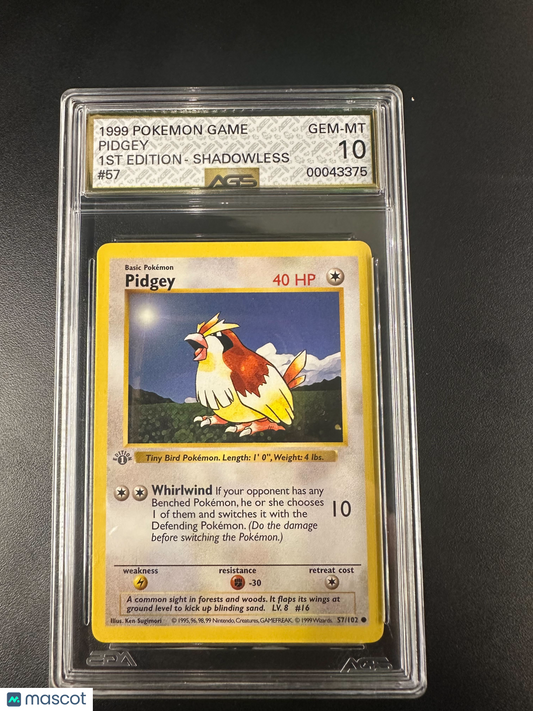 1999 POKEMON GAME
PIDGEY
1ST EDITION - SHADOWLESS
#57
GEM-MT
10
00043375
AGS
Basic Pokémon
Pidgey
40 HP
EDITION
1
Tiny Bird Pokémon. Length: 1' 0", Weight: 4 lbs.
Whirlwind If your opponent has any
Benched Pokémon, he or she chooses
1 of them and switches it with the
Defending Pokémon. (Do the damage
before switching the Pokémon.)
10
weakness
resistance
-30
retreat cost
A common sight in forests and woods. It flaps its wings at
ground level to kick up blinding sand. LV. 8 #16
Illus. Ken Sugimori
© 1995, 96, 98, 99 Nintendo, Creatures, GAMEFREAK. © 1999 Wizards.
57/102
AGS
mascot